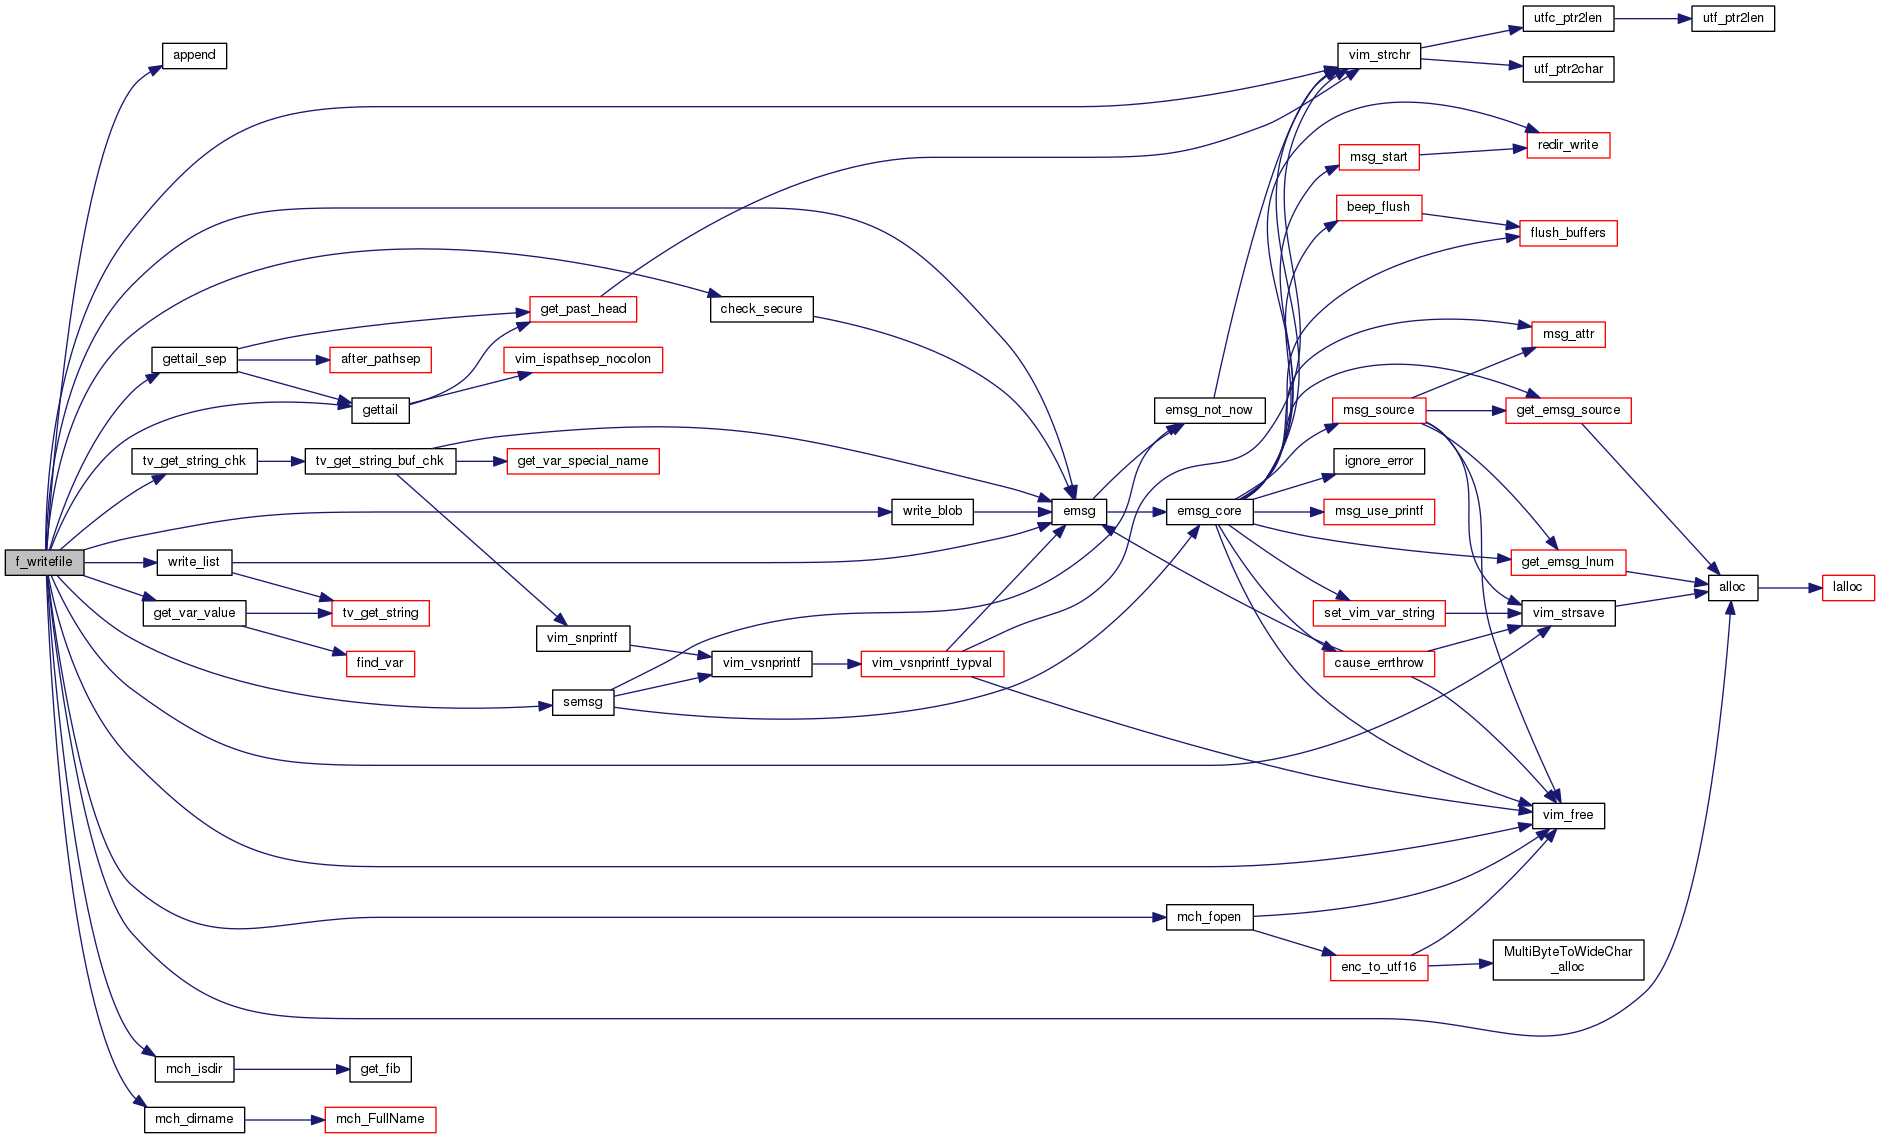 utfc_ptr2len
utf_ptr2len
append
vim_strchr
utf_ptr2char
redir_write
msg_start
beep_flush
flush_buffers
get_past_head
check_secure
msg_attr
gettail_sep
after_pathsep
vim_ispathsep_nocolon
gettail
emsg_not_now
msg_source
get_emsg_source
tv_get_string_chk
tv_get_string_buf_chk
get_var_special_name
ignore_error
write_blob
emsg
emsg_core
msg_use_printf
f_writefile
write_list
get_emsg_lnum
alloc
lalloc
get_var_value
tv_get_string
set_vim_var_string
vim_strsave
vim_snprintf
find_var
vim_vsnprintf
vim_vsnprintf_typval
cause_errthrow
semsg
vim_free
mch_fopen
MultiByteToWideChar
_alloc
enc_to_utf16
mch_isdir
get_fib
mch_dirname
mch_FullName